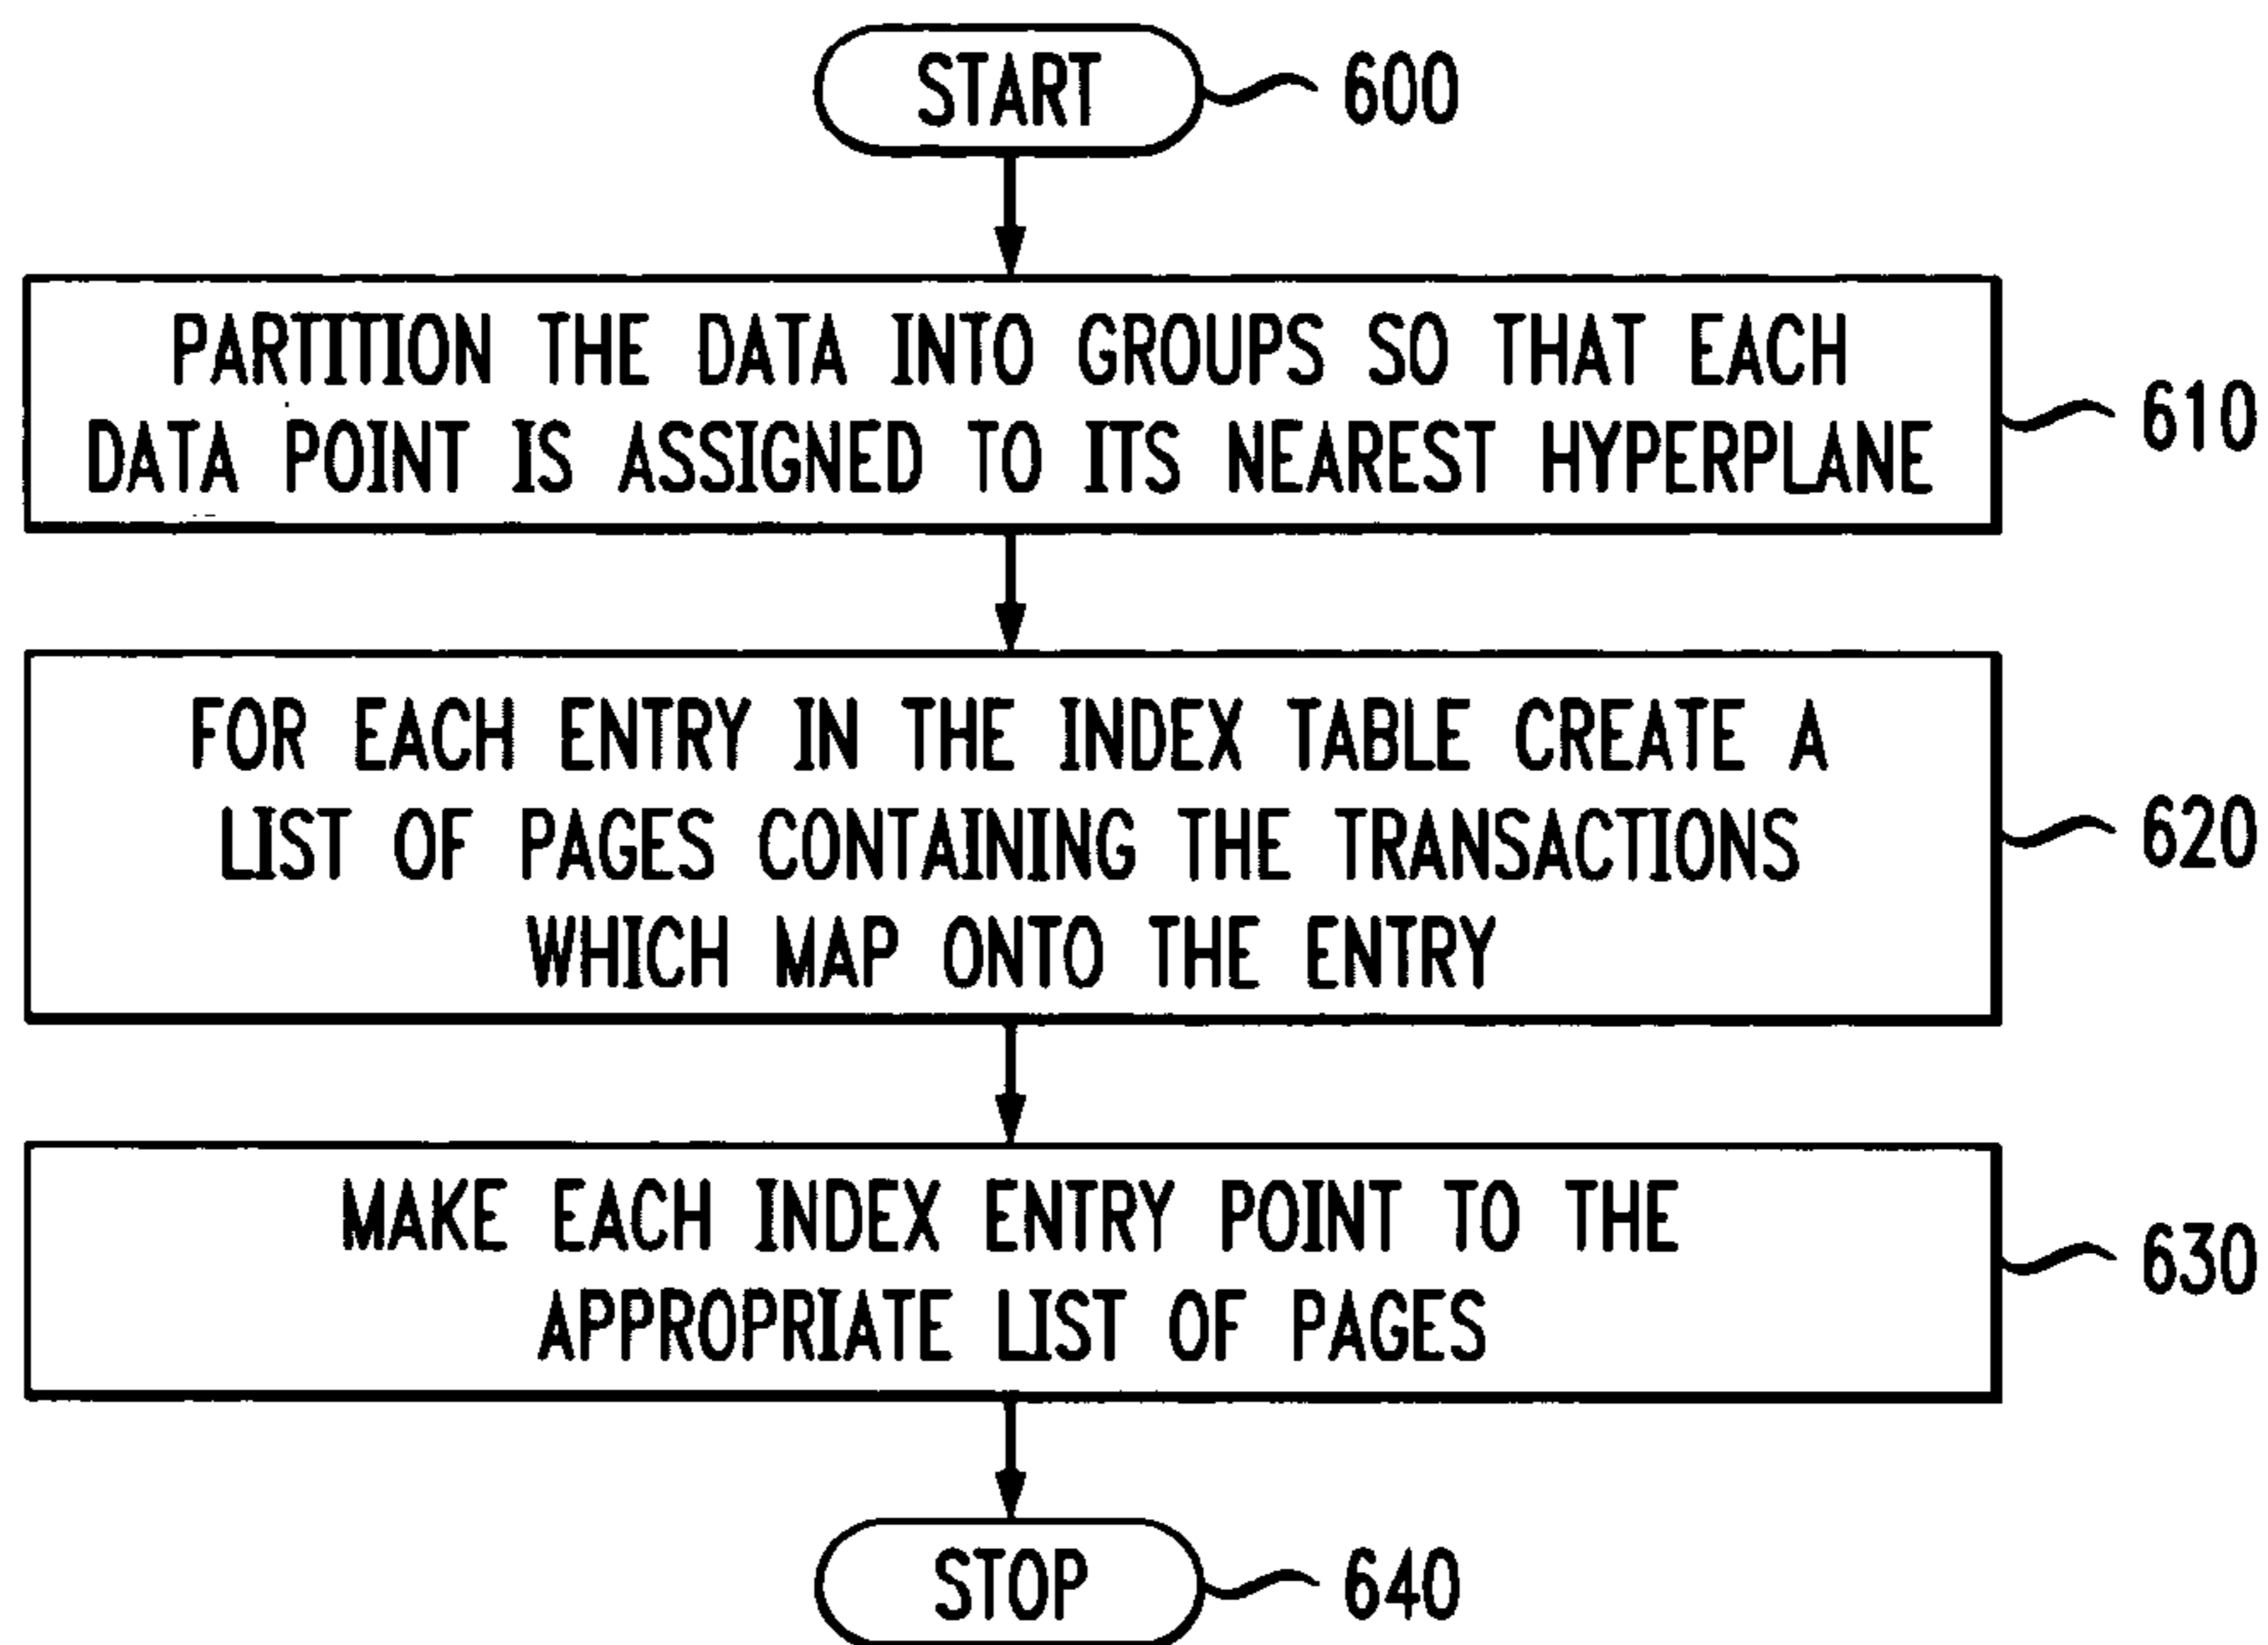 START
600
PARTITION THE DATA INTO GROUPS SO THAT EACH
DATA POINT IS ASSIGNED TO ITS NEAREST HYPERPLANE
610
FOR EACH ENTRY IN THE INDEX TABLE CREATE A
LIST OF PAGES CONTAINING THE TRANSACTIONS
WHICH MAP ONTO THE ENTRY
620
MAKE EACH INDEX ENTRY POINT TO THE
APPROPRIATE LIST OF PAGES
630
STOP
640